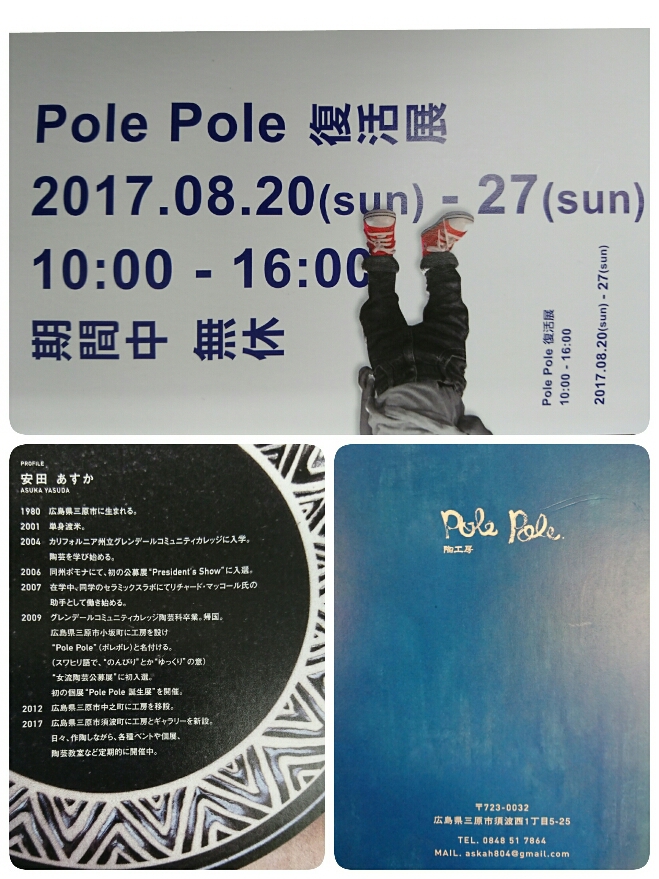 Pole Pole 復活展
2017.08.20(sun) - 27(sun)
10:00 - 16:00
期間中 無休
Pole Pole 復活展
10:00 - 16:00
2017.08.20(sun) - 27(sun)
PROFILE
安田 あすか
ASUKA YASUDA
1980 広島県三原市に生まれる。
2001 単身渡米。
2004 カリフォルニア州立グレンデールコミュニティカレッジに入学。
陶芸を学び始める。
2006 同州ポモナにて、初の公募展“President's Show”に入選。
2007 在学中、同学のセラミックスラボにてリチャード・マッコール氏の
助手として働き始める。
2009 グレンデールコミュニティカレッジ陶芸科卒業。帰国。
広島県三原市小坂町に工房を設け
“Pole Pole”(ポレポレ)と名付ける。
(スワヒリ語で、“のんびり”とか“ゆっくり”の意)
“女流陶芸公募展”に初入選。
初の個展“Pole Pole 誕生展”を開催。
2012 広島県三原市中之町に工房を移設。
2017 広島県三原市須波町に工房とギャラリーを新設。
日々、作陶しながら、各種ベントや個展、
陶芸教室など定期的に開催中。
Pole Pole.
陶工房
〒723-0032
広島県三原市須波西1丁目5-25
TEL. 0848 51 7864
MAIL. askah804@gmail.com